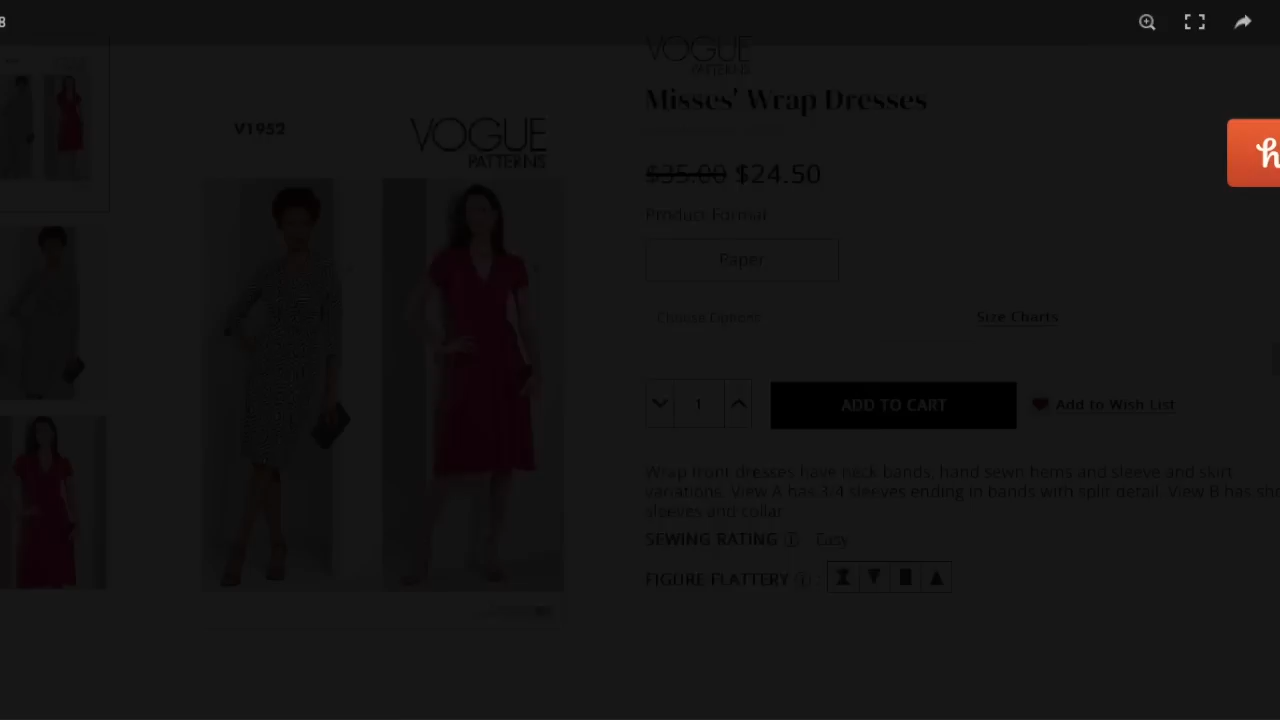 8
VOGUE
PATTERNS
Misses' Wrap Dresses
V1952
VOGUE
PATTERNS
$35.00 $24.50
Product Format
Paper
Choose Options
Size Charts
1
ADD TO CART
Add to Wish List
Wrap front dresses have neck bands, hand sewn hems and sleeve and skirt
variations. View A has 3/4 sleeves ending in bands with split detail. View B has
sleeves and collar
SEWING RATING Easy
FIGURE FLATTERY :
h